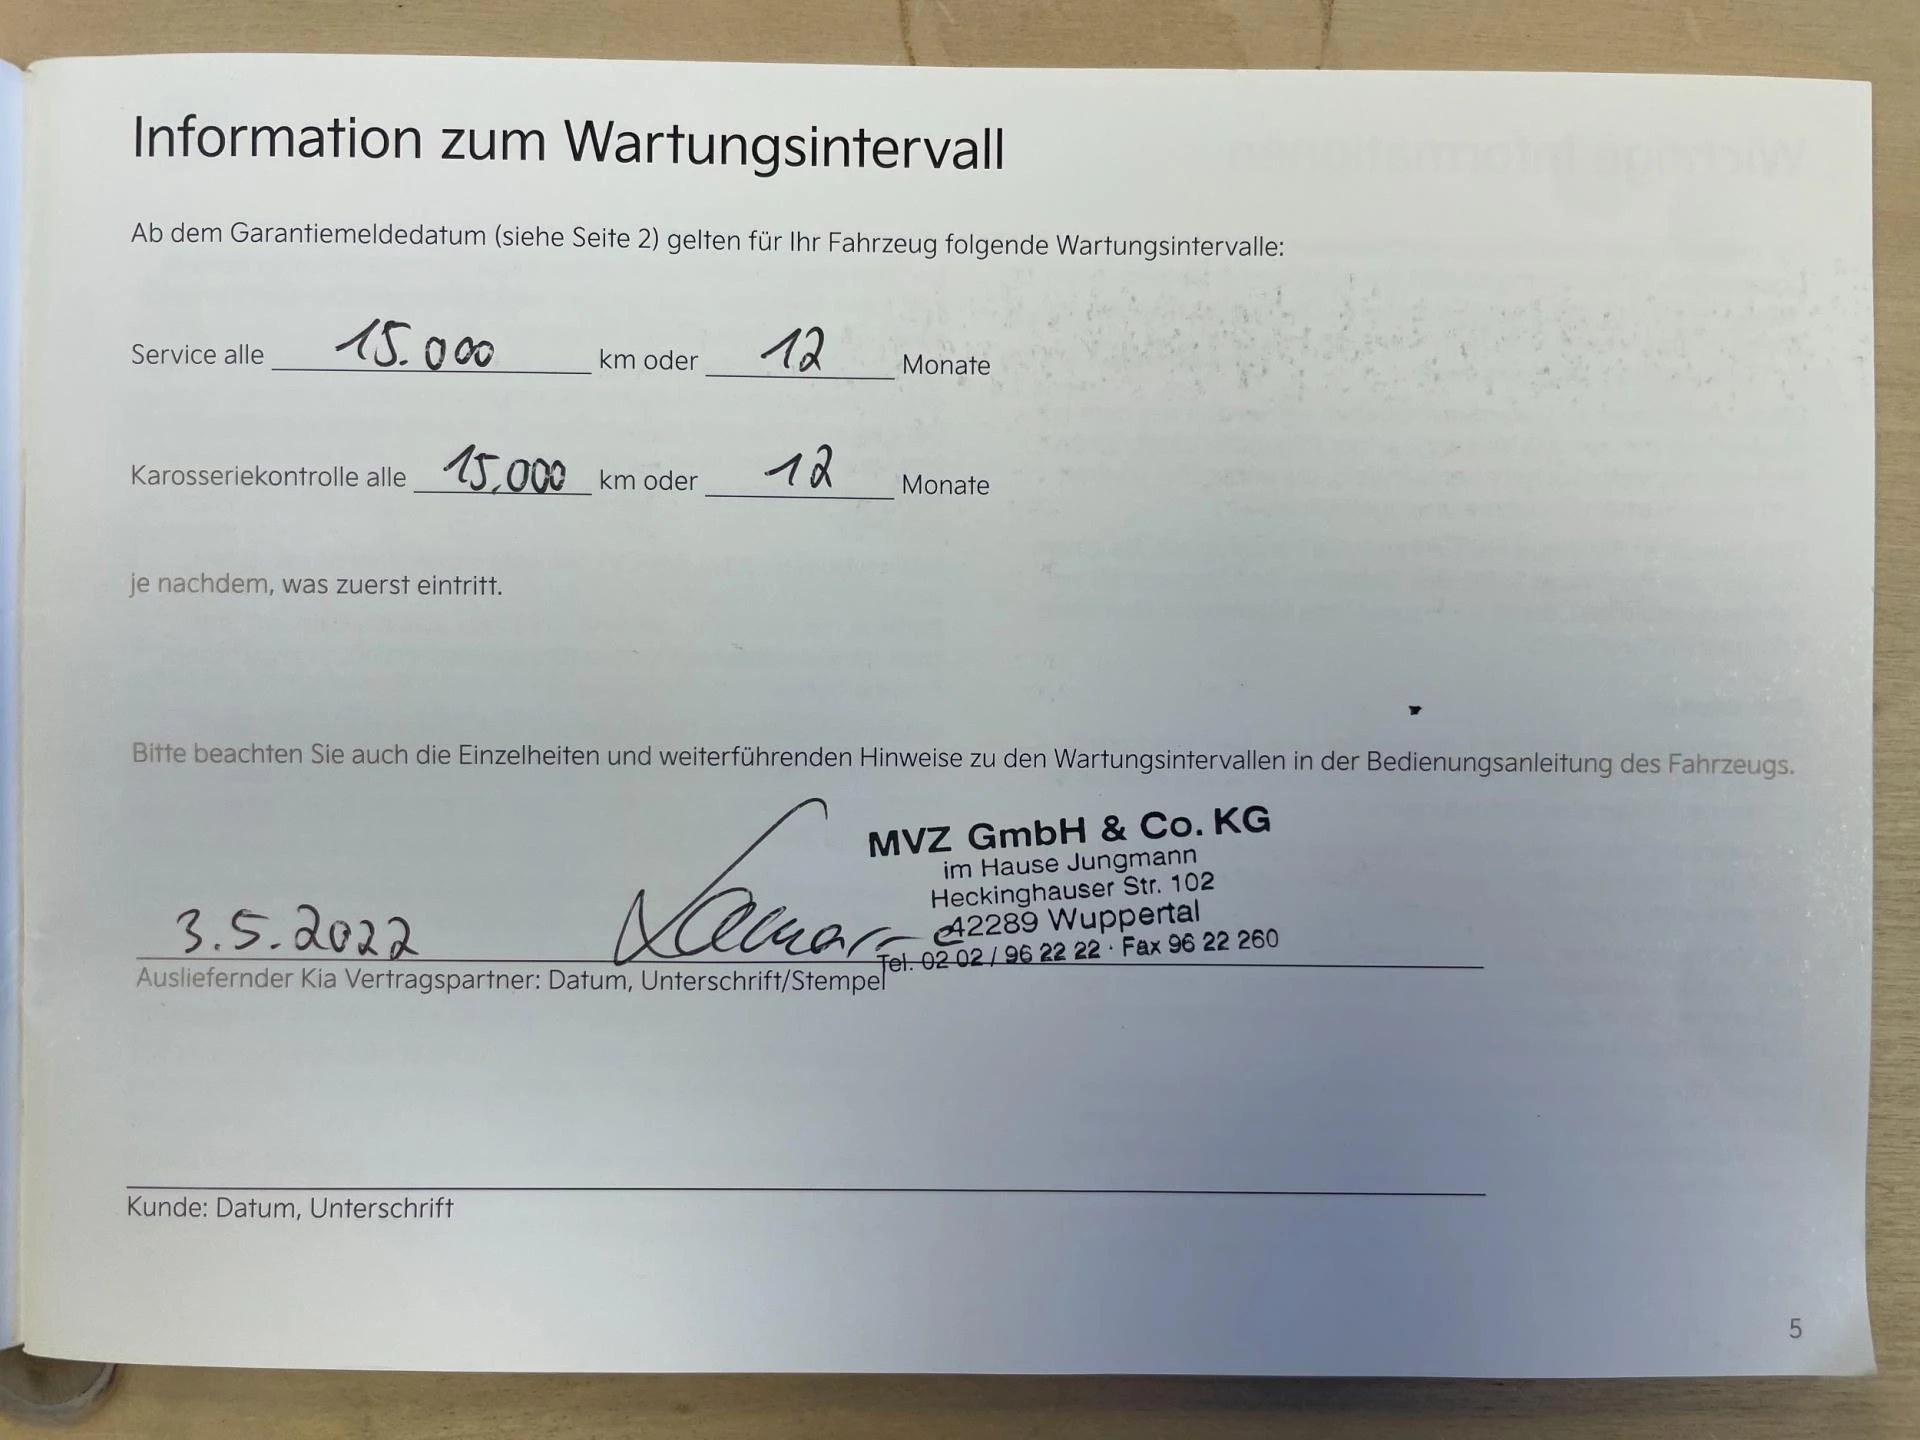 Information zum Wartungsintervall
Ab dem Garantiemeldedatum (siehe Seite 2) gelten für Ihr Fahrzeug folgende Wartungsintervalle:
Service alle 15.000 km oder 12 Monate
Karosseriekontrolle alle 15.000 km oder 12 Monate
je nachdem, was zuerst eintritt.
Bitte beachten Sie auch die Einzelheiten und weiterführenden Hinweise zu den Wartungsintervallen in der Bedienungsanleitung des Fahrzeugs.
MVZ GmbH & Co. KG
im Hause Jungmann
Heckinghauser Str. 102
42289 Wuppertal
Tel. 02 02 / 96 22 22 · Fax 96 22 260
3.5.2022
Ausliefernder Kia Vertragspartner: Datum, Unterschrift/Stempel
Kunde: Datum, Unterschrift
5